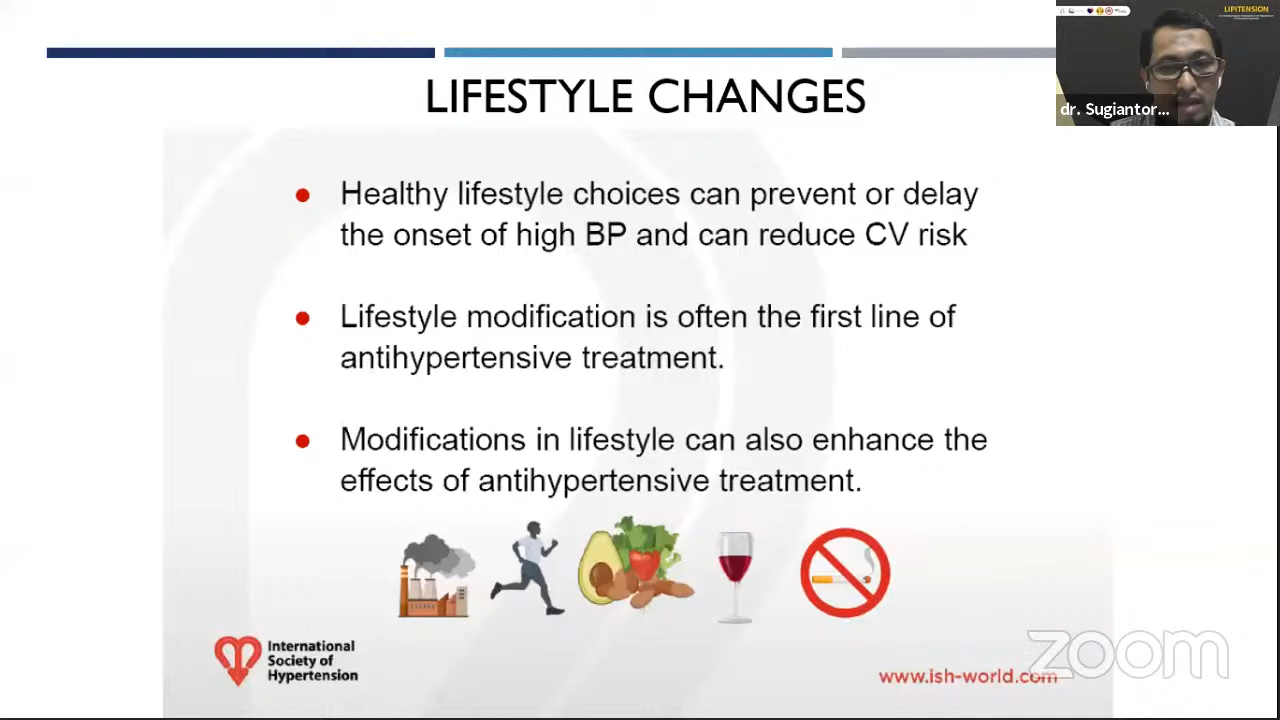 LIPITENSION
dr. Sugiantor...
LIFESTYLE CHANGES
Healthy lifestyle choices can prevent or delay
the onset of high BP and can reduce CV risk
Lifestyle modification is often the first line of
antihypertensive treatment.
Modifications in lifestyle can also enhance the
effects of antihypertensive treatment.
International
Society of
Hypertension
www.ish-world.com
zoom